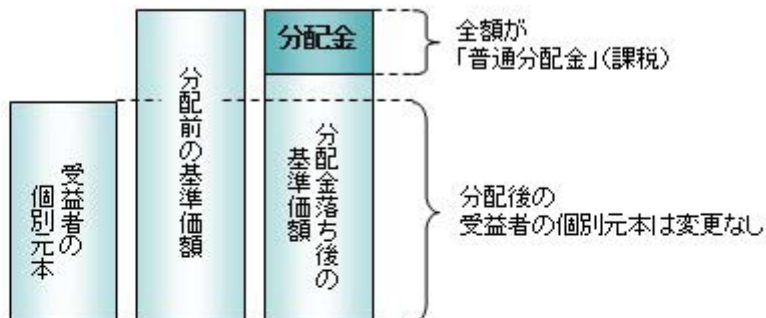 受益者の
個別元本
分配前の基準価額
分配金
分配金落ち後の
基準価額
全額が
「普通分配金」(課税)
分配後の
受益者の個別元本は変更なし